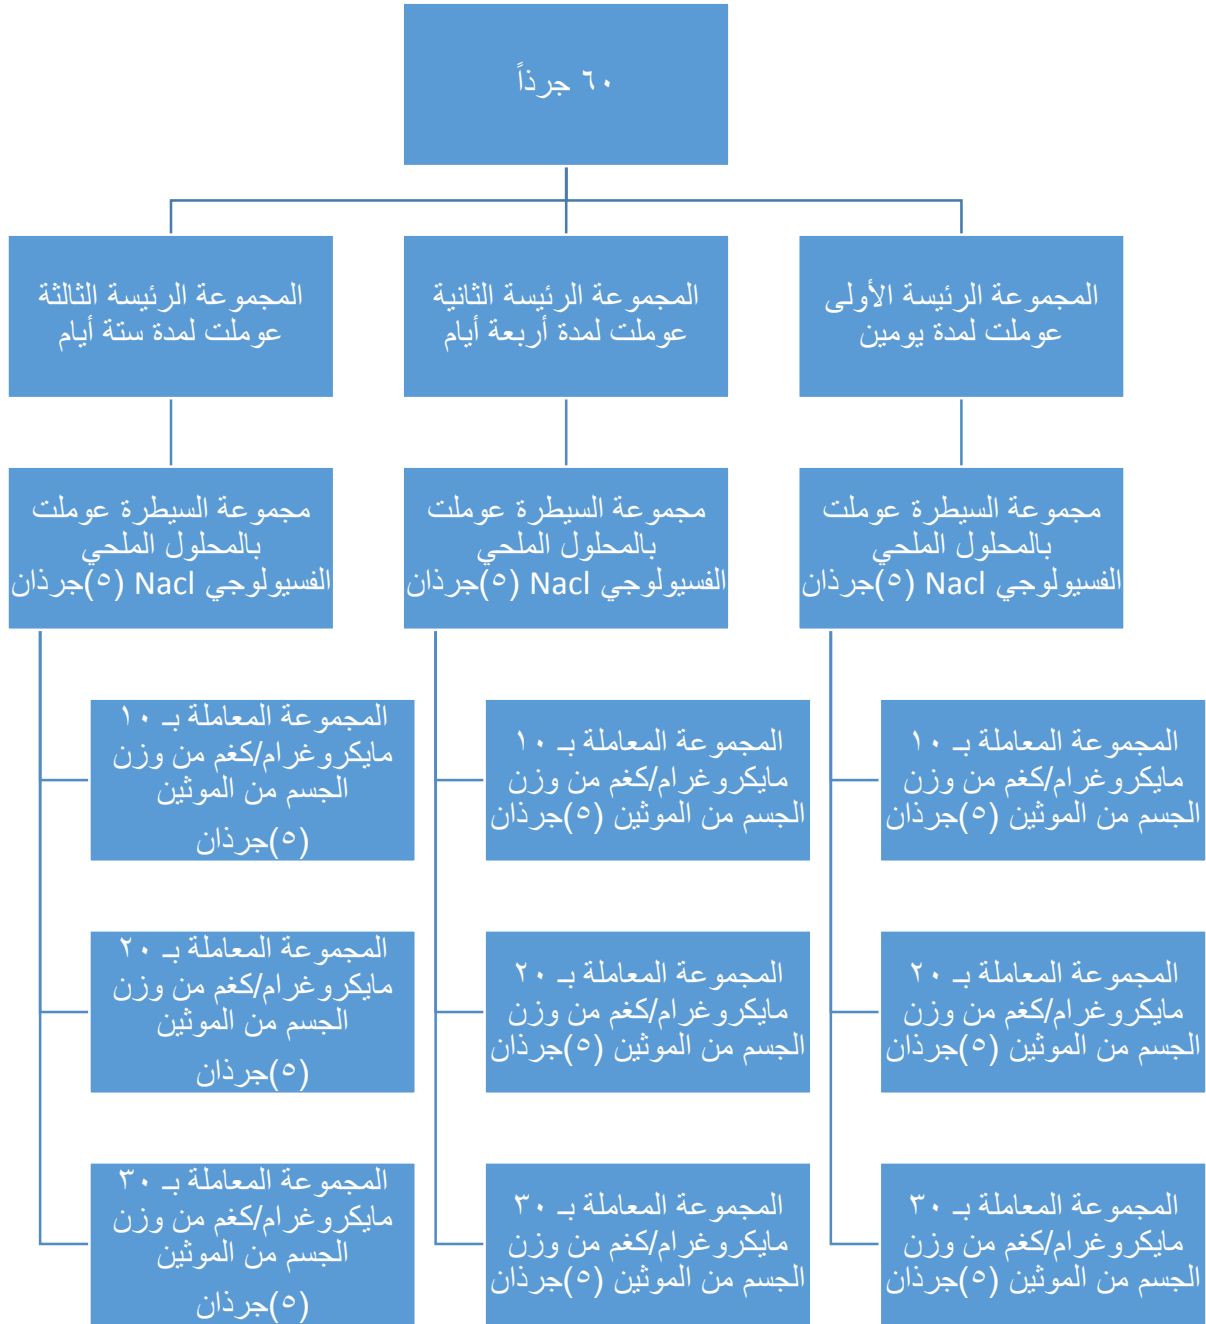 ٦٠ جرذاً
المجموعة الرئيسة الأولى
عوملت لمدة يومين
المجموعة الرئيسة الثانية
عوملت لمدة أربعة أيام
المجموعة الرئيسة الثالثة
عوملت لمدة ستة أيام
مجموعة السيطرة عوملت
بالمحلول الملحي
الفسيولوجي Nacl (٥)جرذان
مجموعة السيطرة عوملت
بالمحلول الملحي
الفسيولوجي Nacl (٥)جرذان
مجموعة السيطرة عوملت
بالمحلول الملحي
الفسيولوجي Nacl (٥)جرذان
المجموعة المعاملة بـ ١٠
مايكروغرام/كغم من وزن
الجسم من الموثين (٥)جرذان
المجموعة المعاملة بـ ١٠
مايكروغرام/كغم من وزن
الجسم من الموثين (٥)جرذان
المجموعة المعاملة بـ ١٠
مايكروغرام/كغم من وزن
الجسم من الموثين
(٥)جرذان
المجموعة المعاملة بـ ٢٠
مايكروغرام/كغم من وزن
الجسم من الموثين (٥)جرذان
المجموعة المعاملة بـ ٢٠
مايكروغرام/كغم من وزن
الجسم من الموثين (٥)جرذان
المجموعة المعاملة بـ ٢٠
مايكروغرام/كغم من وزن
الجسم من الموثين
(٥)جرذان
المجموعة المعاملة بـ ٣٠
مايكروغرام/كغم من وزن
الجسم من الموثين (٥)جرذان
المجموعة المعاملة بـ ٣٠
مايكروغرام/كغم من وزن
الجسم من الموثين (٥)جرذان
المجموعة المعاملة بـ ٣٠
مايكروغرام/كغم من وزن
الجسم من الموثين
(٥)جرذان